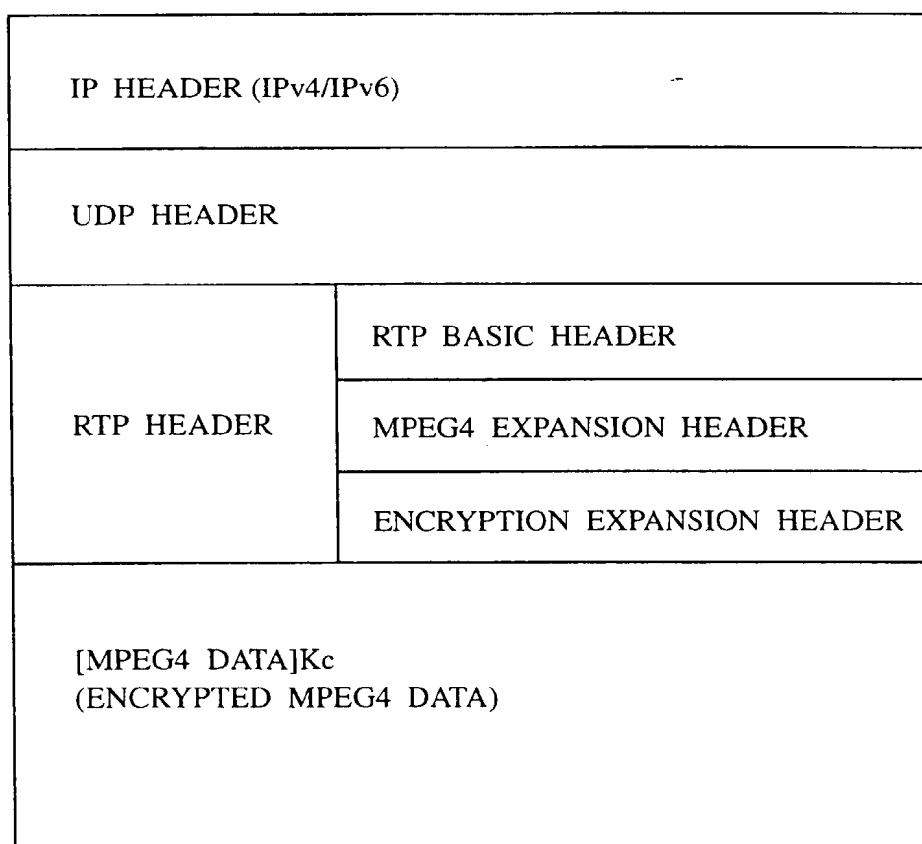 IP HEADER (IPv4/IPv6)
UDP HEADER
RTP HEADER
RTP BASIC HEADER
MPEG4 EXPANSION HEADER
ENCRYPTION EXPANSION HEADER
[MPEG4 DATA]Kc
(ENCRYPTED MPEG4 DATA)